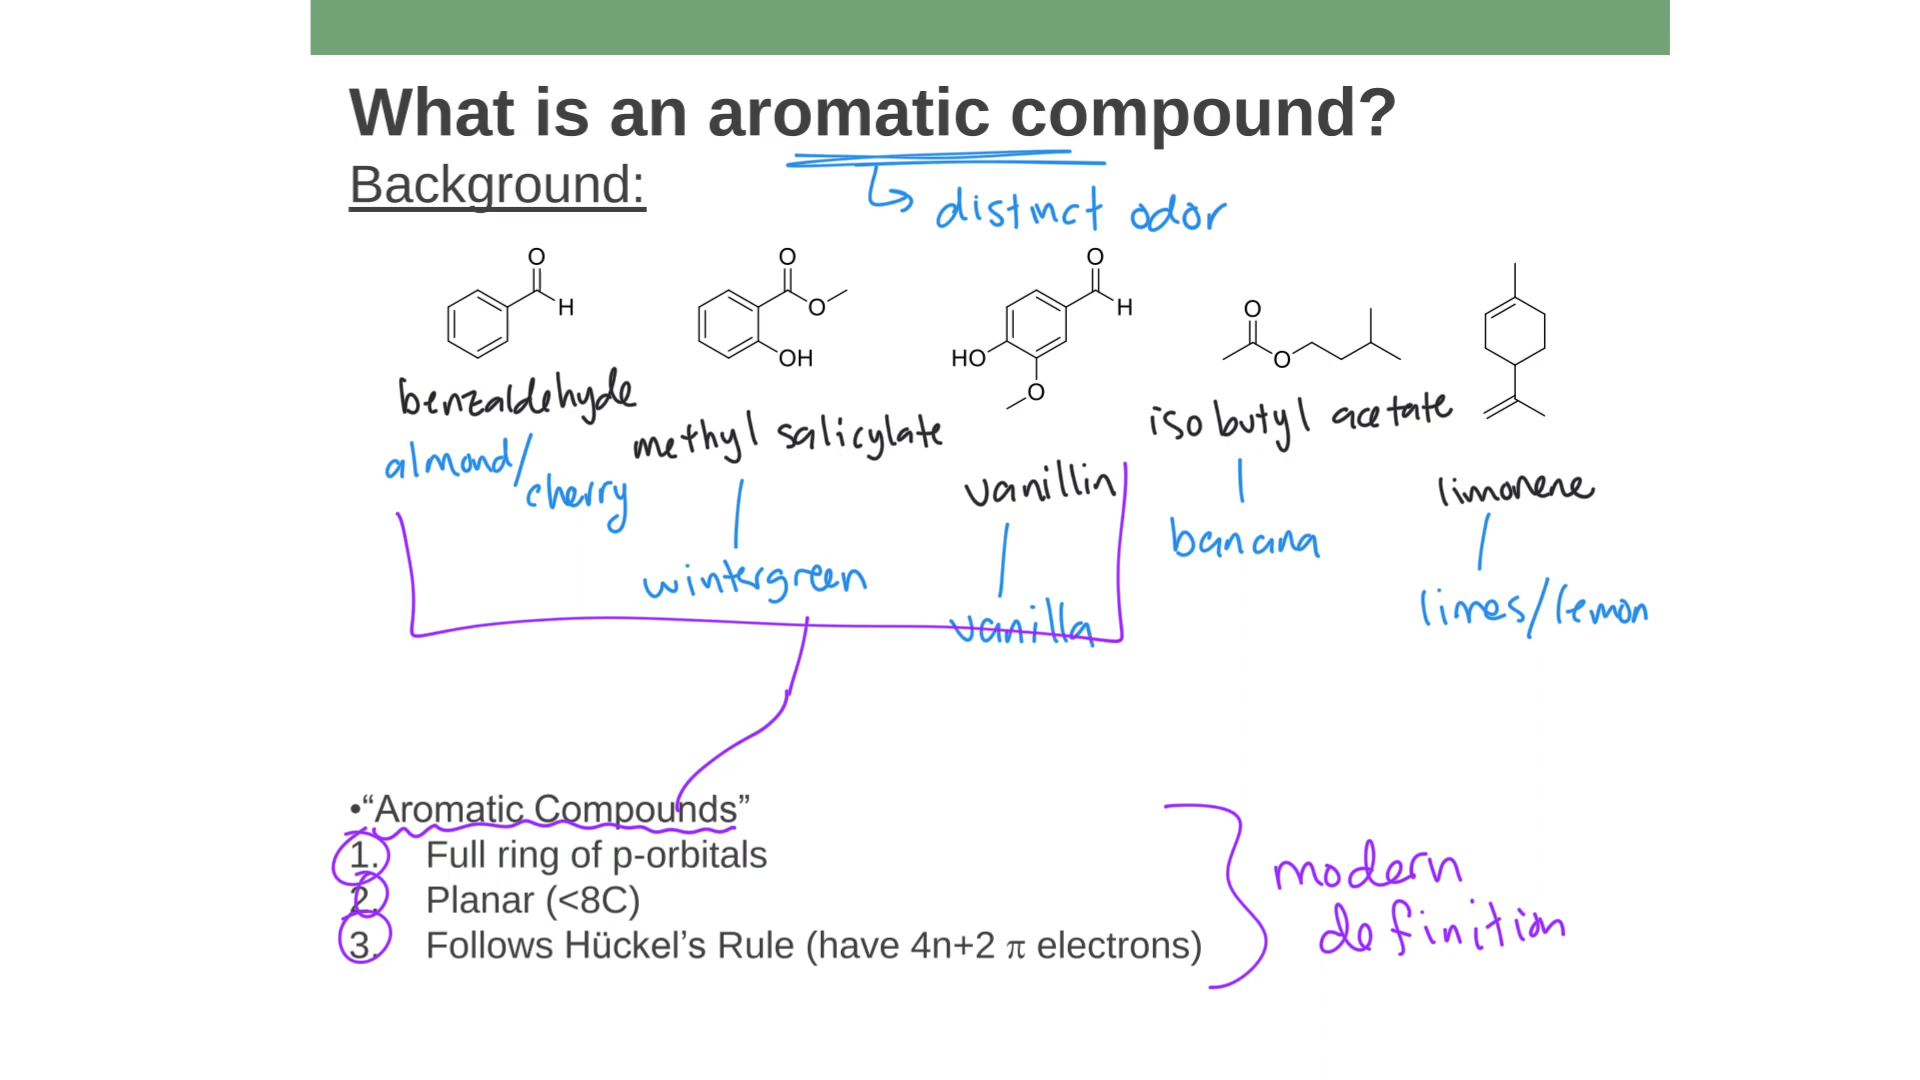 What is an aromatic compound?
Background:
distinct odor
O
H
O
O
OH
O
H
HO
O
O
O
benzaldehyde
almond/
cherry
methyl salicylate
wintergreen
vanillin
vanilla
isobutyl acetate
banana
limonene
limes/lemon
•“Aromatic Compounds”
1. Full ring of p-orbitals
2. Planar (<8C)
3. Follows Hückel’s Rule (have 4n+2 π electrons)
modern
definition